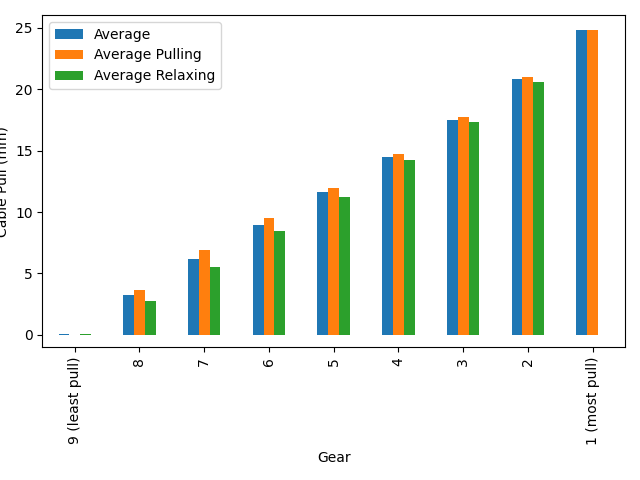 Average
Average Pulling
Average Relaxing
25
20
15
10
5
0
Cable Pull (mm)
9 (least pull)
8
7
6
5
4
3
2
1 (most pull)
Gear